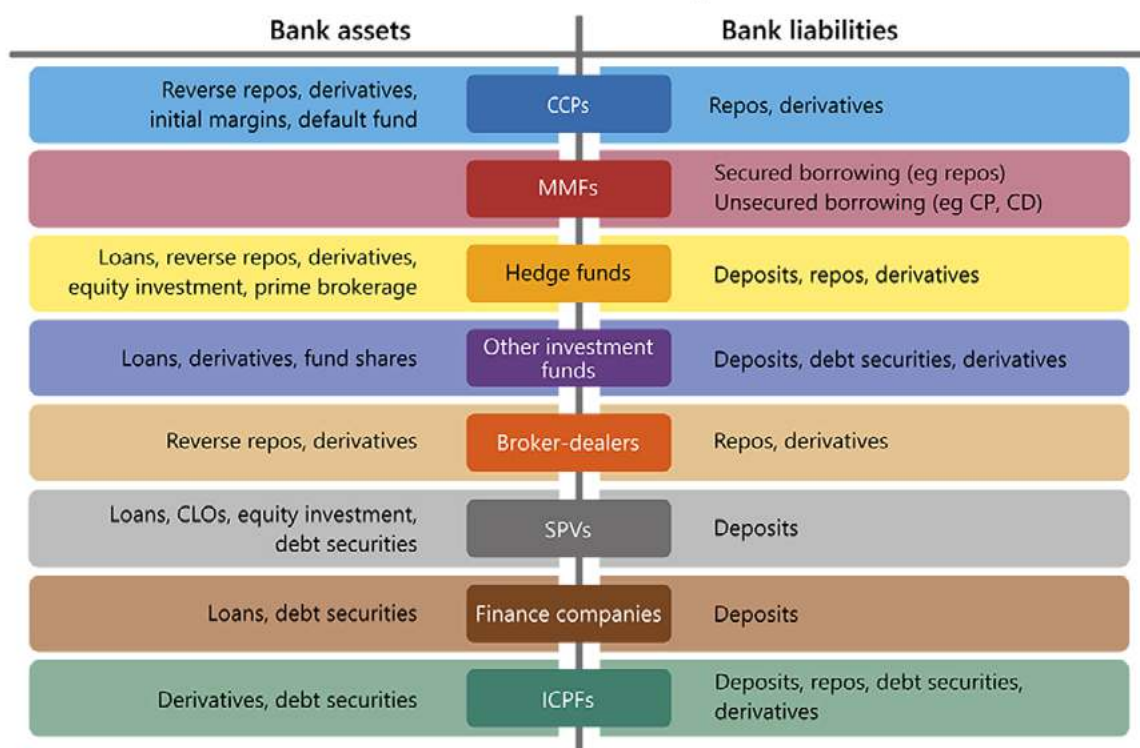 Bank assets
Bank liabilities
Reverse repos, derivatives,
initial margins, default fund
CCPs
Repos, derivatives
MMFs
Secured borrowing (eg repos)
Unsecured borrowing (eg CP, CD)
Loans, reverse repos, derivatives,
equity investment, prime brokerage
Hedge funds
Deposits, repos, derivatives
Loans, derivatives, fund shares
Other investment
funds
Deposits, debt securities, derivatives
Reverse repos, derivatives
Broker-dealers
Repos, derivatives
Loans, CLOs, equity investment,
debt securities
SPVs
Deposits
Loans, debt securities
Finance companies
Deposits
Derivatives, debt securities
ICPFs
Deposits, repos, debt securities,
derivatives